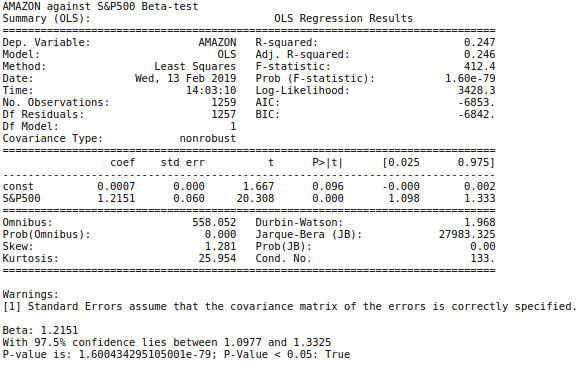 AMAZON against S&P500 Beta-test
Summary (OLS): OLS Regression Results
==============================================================================
Dep. Variable: AMAZON R-squared: 0.247
Model: OLS Adj. R-squared: 0.246
Method: Least Squares F-statistic: 412.4
Date: Wed, 13 Feb 2019 Prob (F-statistic): 1.60e-79
Time: 14:03:10 Log-Likelihood: 3428.3
No. Observations: 1259 AIC: -6853.
Df Residuals: 1257 BIC: -6842.
Df Model: 1
Covariance Type: nonrobust
==============================================================================
coef std err t P>|t| [0.025 0.975]
------------------------------------------------------------------------------
const 0.0007 0.000 1.667 0.096 -0.000 0.002
S&P500 1.2151 0.060 20.308 0.000 1.098 1.333
==============================================================================
Omnibus: 558.052 Durbin-Watson: 1.968
Prob(Omnibus): 0.000 Jarque-Bera (JB): 27983.325
Skew: 1.281 Prob(JB): 0.00
Kurtosis: 25.954 Cond. No. 133.
==============================================================================
Warnings:
[1] Standard Errors assume that the covariance matrix of the errors is correctly specified.
Beta: 1.2151
With 97.5% confidence lies between 1.0977 and 1.3325
P-value is: 1.600434295105001e-79; P-Value < 0.05: True